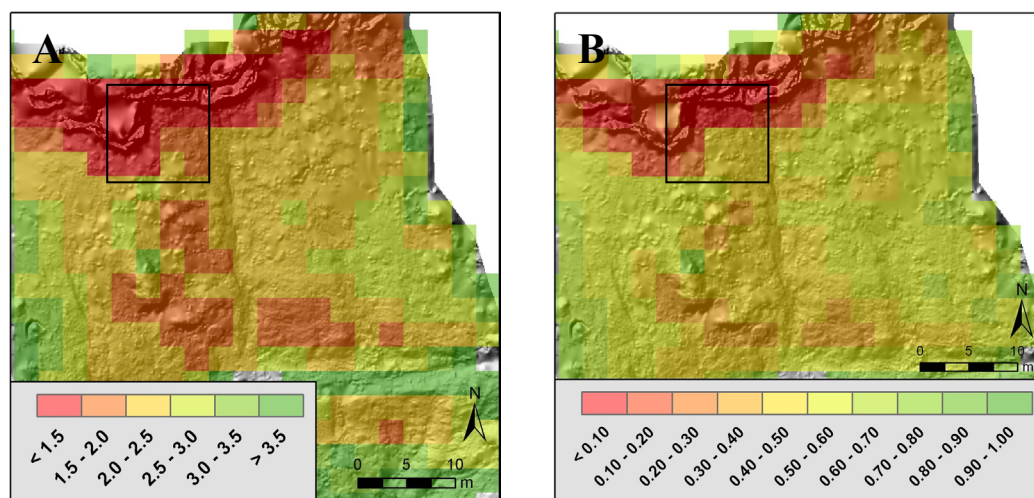 A
B
N
0 5 10
m
< 1.5
1.5 - 2.0
2.0 - 2.5
2.5 - 3.0
3.0 - 3.5
> 3.5
N
0 5 10
m
< 0.10
0.10 - 0.20
0.20 - 0.30
0.30 - 0.40
0.40 - 0.50
0.50 - 0.60
0.60 - 0.70
0.70 - 0.80
0.80 - 0.90
0.90 - 1.00